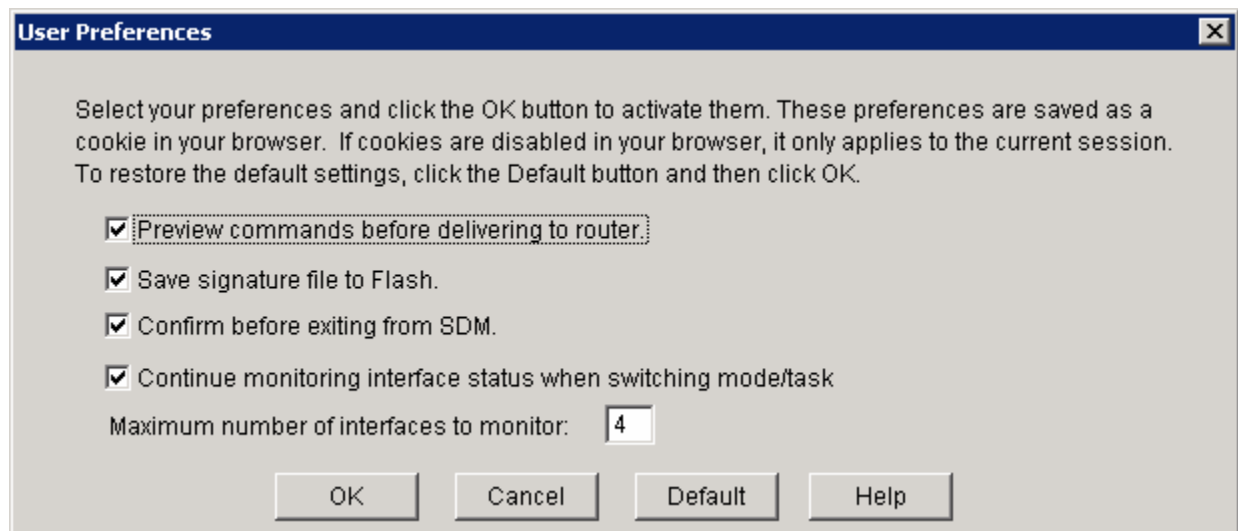 User Preferences
Select your preferences and click the OK button to activate them. These preferences are saved as a
cookie in your browser.  If cookies are disabled in your browser, it only applies to the current session.
To restore the default settings, click the Default button and then click OK.
Preview commands before delivering to router.
Save signature file to Flash.
Confirm before exiting from SDM.
Continue monitoring interface status when switching mode/task
Maximum number of interfaces to monitor: 4
OK Cancel Default Help